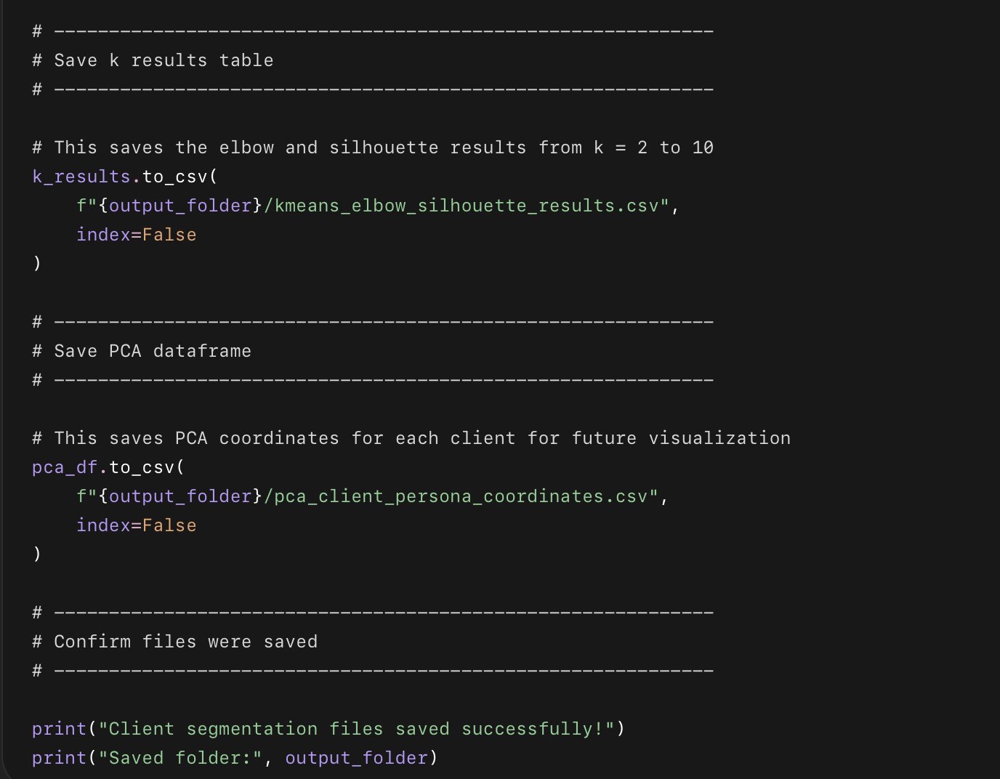 # ————————————————————————————————————————————————————————————
# Save k results table
# ————————————————————————————————————————————————————————————
# This saves the elbow and silhouette results from k = 2 to 10
k_results.to_csv(
    f"{output_folder}/kmeans_elbow_silhouette_results.csv",
    index=False
)
# ————————————————————————————————————————————————————————————
# Save PCA dataframe
# ————————————————————————————————————————————————————————————
# This saves PCA coordinates for each client for future visualization
pca_df.to_csv(
    f"{output_folder}/pca_client_persona_coordinates.csv",
    index=False
)
# ————————————————————————————————————————————————————————————
# Confirm files were saved
# ————————————————————————————————————————————————————————————
print("Client segmentation files saved successfully!")
print("Saved folder:", output_folder)